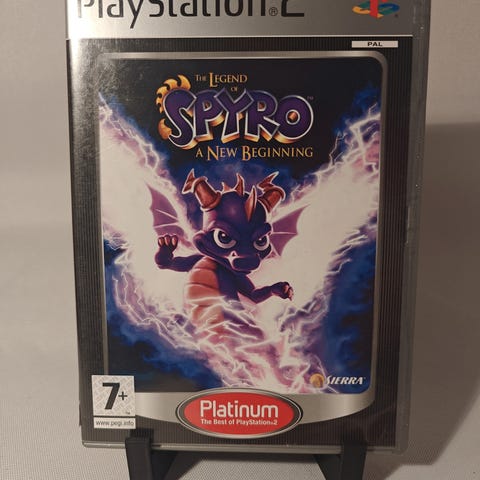 PlayStation®2
PAL
THE LEGEND
OF
SPYRO™
A NEW BEGINNING
SIERRA
7+
www.pegi.info
Platinum
The Best of PlayStation®2